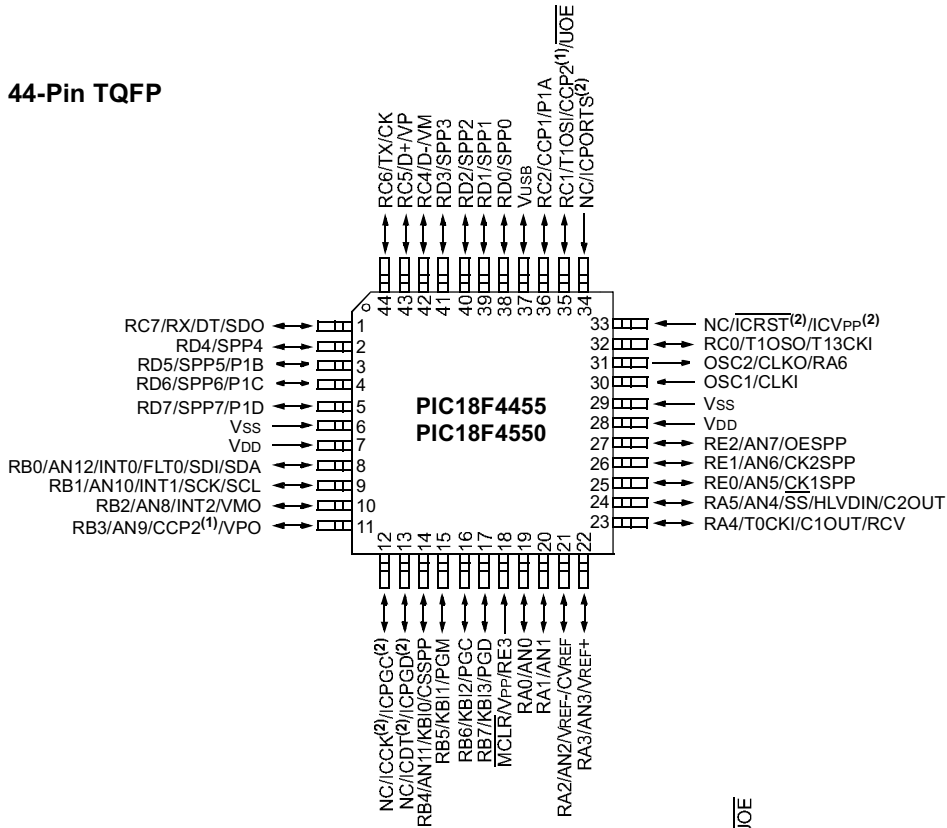 44-Pin TQFP
RC6/TX/CK
RC5/D+/VP
RC4/D-/VM
RD3/SPP3
RD2/SPP2
RD1/SPP1
RD0/SPP0
VUSB
RC2/CCP1/P1A
RC1/T1OSI/CCP2(1)/UOE
NC/ICPORTS(2)
44 43 42 41 40 39 38 37 36 35 34
RC7/RX/DT/SDO 1
RD4/SPP4 2
RD5/SPP5/P1B 3
RD6/SPP6/P1C 4
RD7/SPP7/P1D 5
VSS 6
VDD 7
RB0/AN12/INT0/FLT0/SDI/SDA 8
RB1/AN10/INT1/SCK/SCL 9
RB2/AN8/INT2/VMO 10
RB3/AN9/CCP2(1)/VPO 11
PIC18F4455
PIC18F4550
33 NC/ICRST(2)/ICVPP(2)
32 RC0/T1OSO/T13CKI
31 OSC2/CLKO/RA6
30 OSC1/CLKI
29 VSS
28 VDD
27 RE2/AN7/OESPP
26 RE1/AN6/CK2SPP
25 RE0/AN5/CK1SPP
24 RA5/AN4/SS/HLVDIN/C2OUT
23 RA4/T0CKI/C1OUT/RCV
12 13 14 15 16 17 18 19 20 21 22
NC/ICCK(2)/ICPGC(2)
NC/ICDT(2)/ICPGD(2)
RB4/AN11/KBI0/CSSPP
RB5/KBI1/PGM
RB6/KBI2/PGC
RB7/KBI3/PGD
MCLR/VPP/RE3
RA0/AN0
RA1/AN1
RA2/AN2/VREF-/CVREF
RA3/AN3/VREF+
UOE